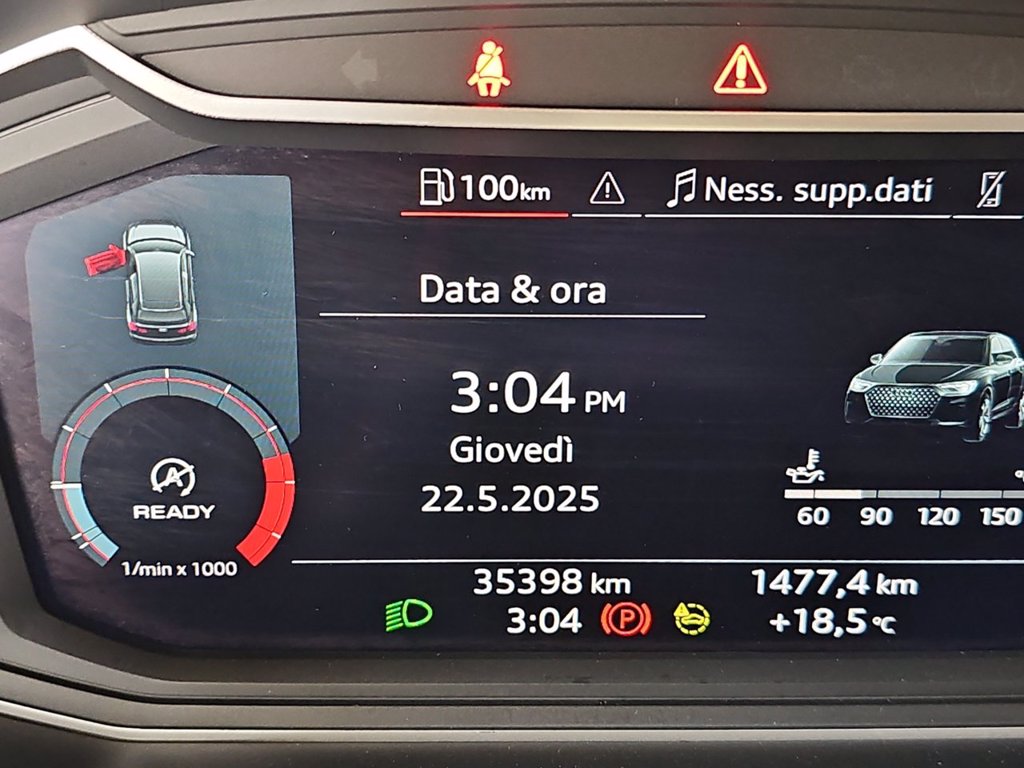 100km
Ness. supp.dati
Data & ora
3:04 PM
Giovedì
22.5.2025
A
READY
1/min x 1000
60 90 120 150
35398 km 1477,4 km
3:04 P +18,5 °C